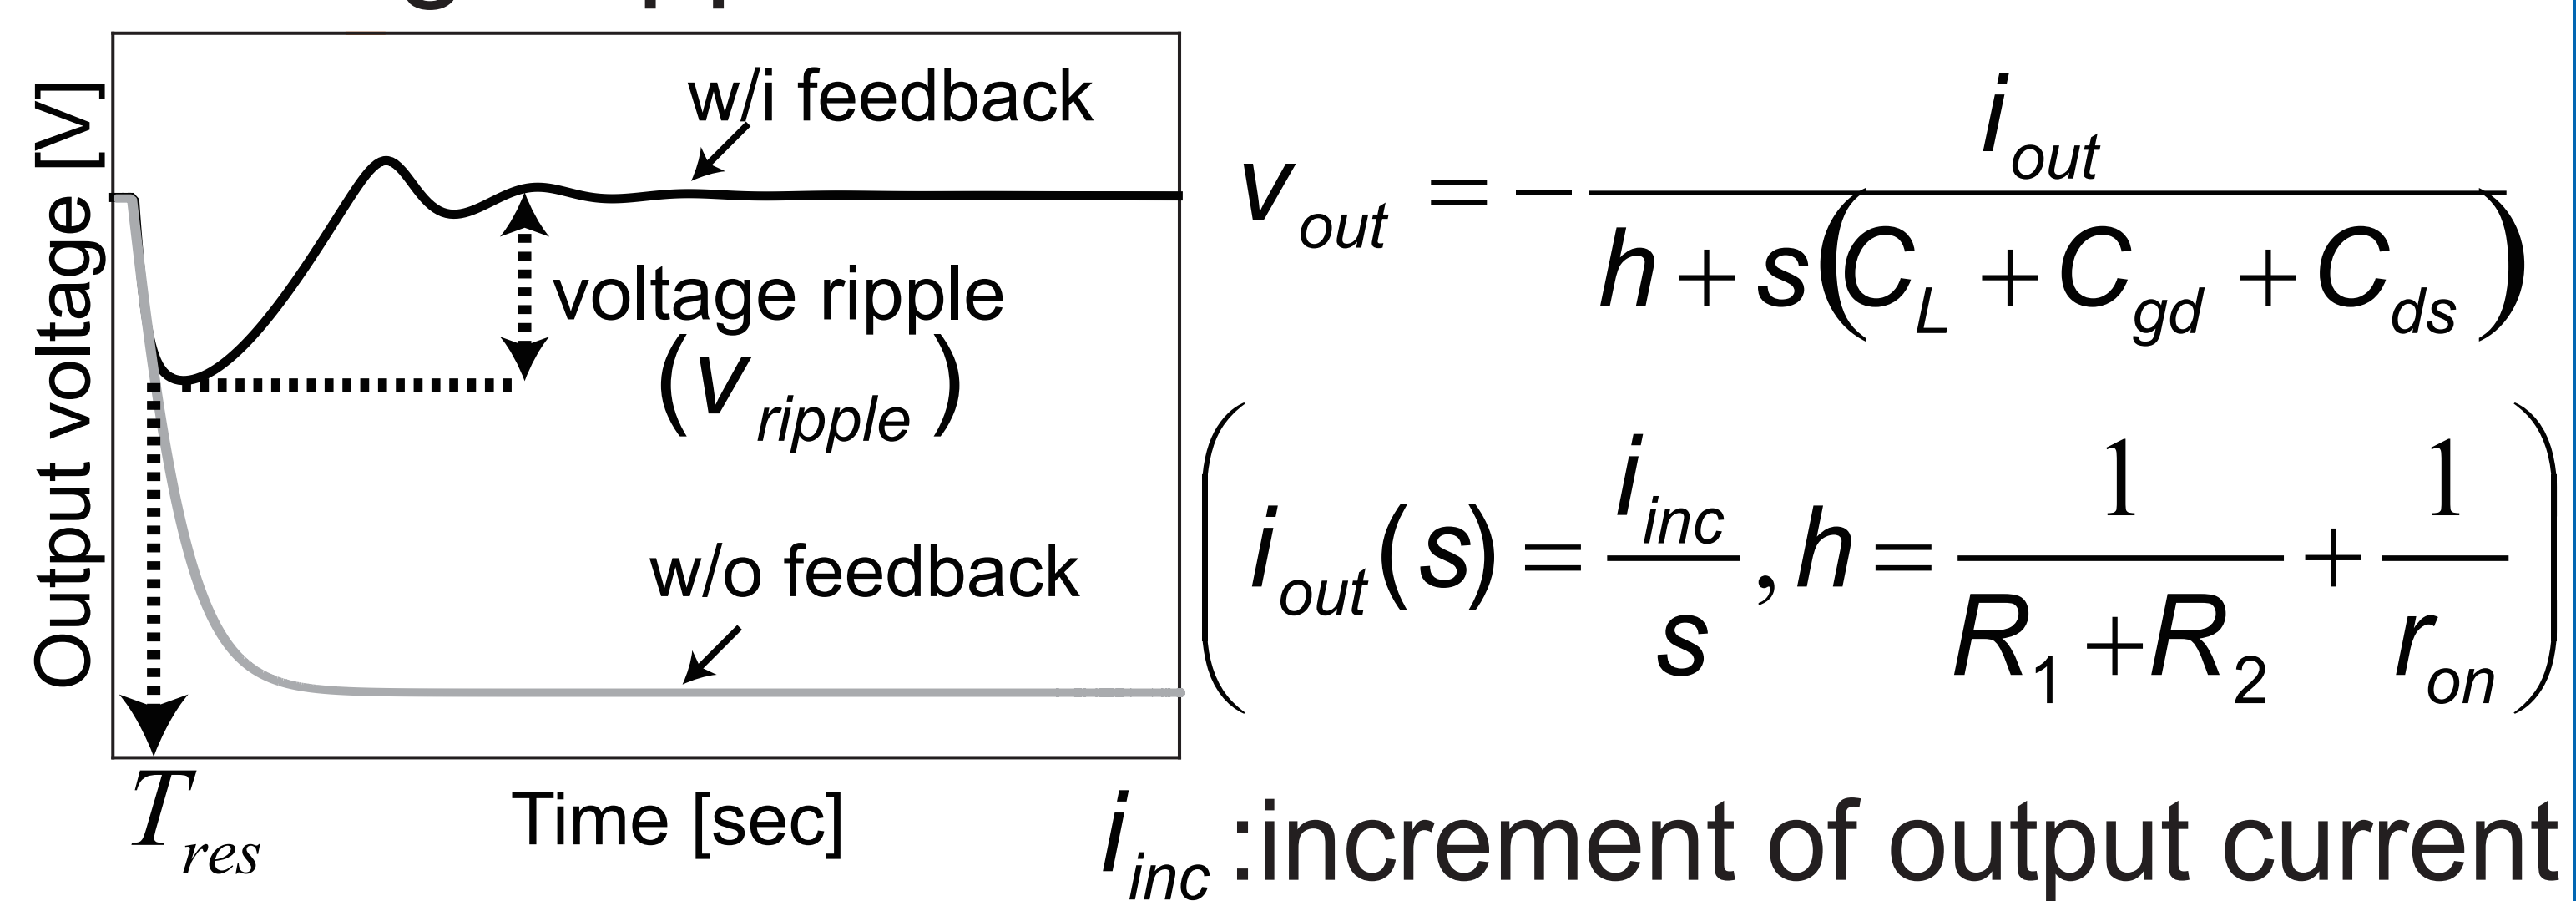 Output voltage [V]
w/i feedback
voltage ripple
(v_ripple)
w/o feedback
T_res
Time [sec]
v_out = - i_out / (h + s(C_L + C_gd + C_ds))
(i_out(s) = i_inc / s, h = 1 / (R_1 + R_2) + 1 / r_on)
i_inc :increment of output current